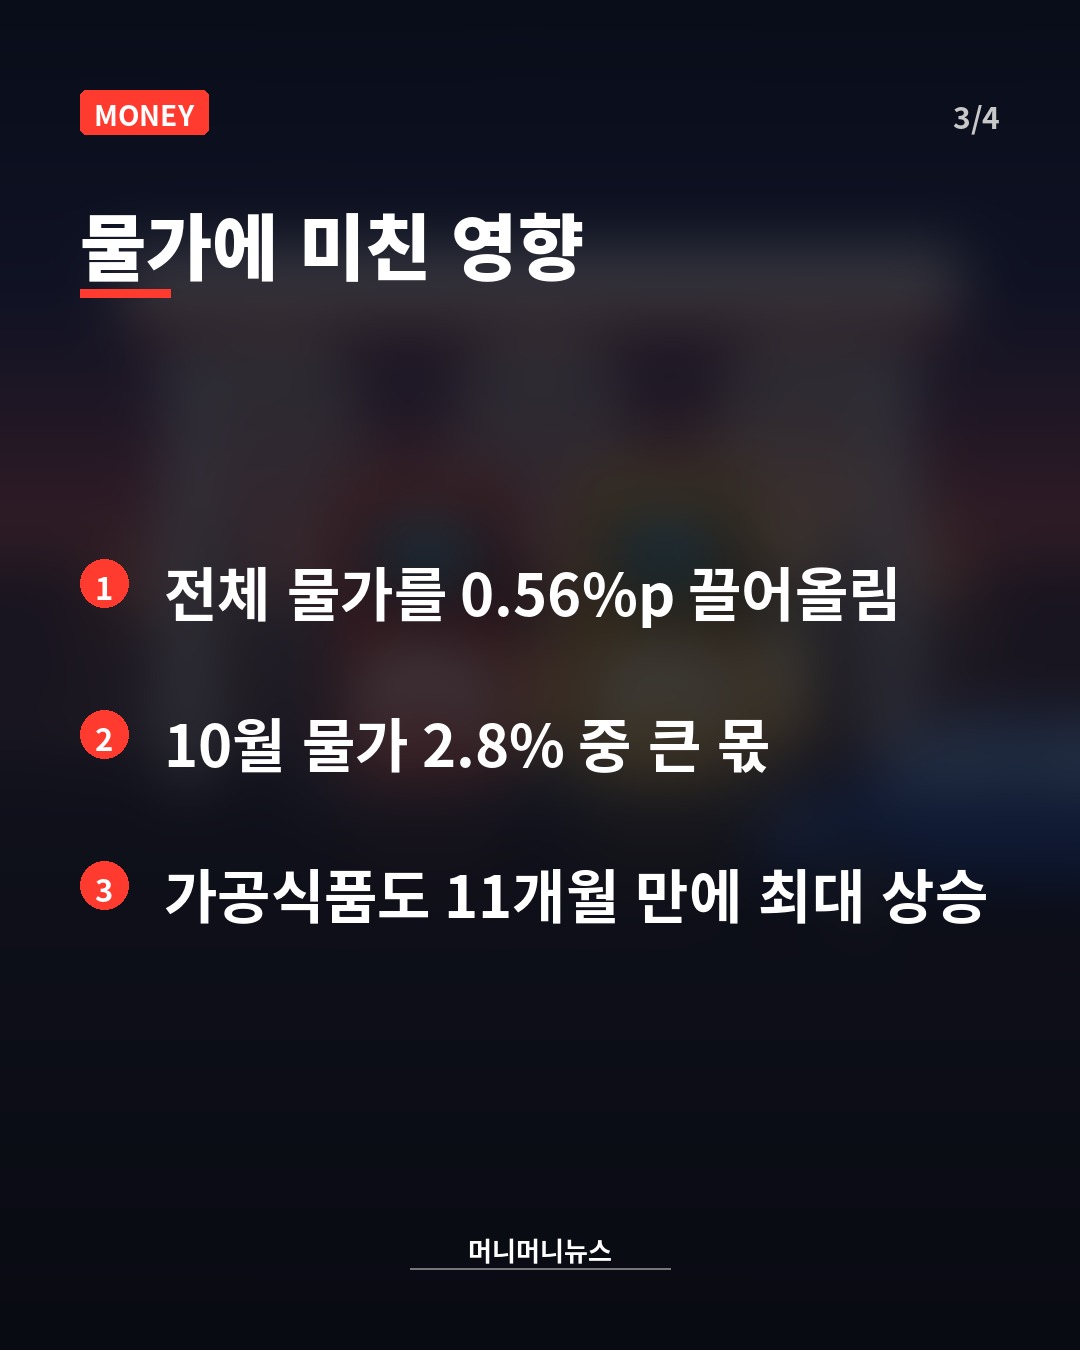 MONEY
3/4
물가에 미친 영향
1 전체 물가를 0.56%p 끌어올림
2 10월 물가 2.8% 중 큰 몫
3 가공식품도 11개월 만에 최대 상승
머니머니뉴스